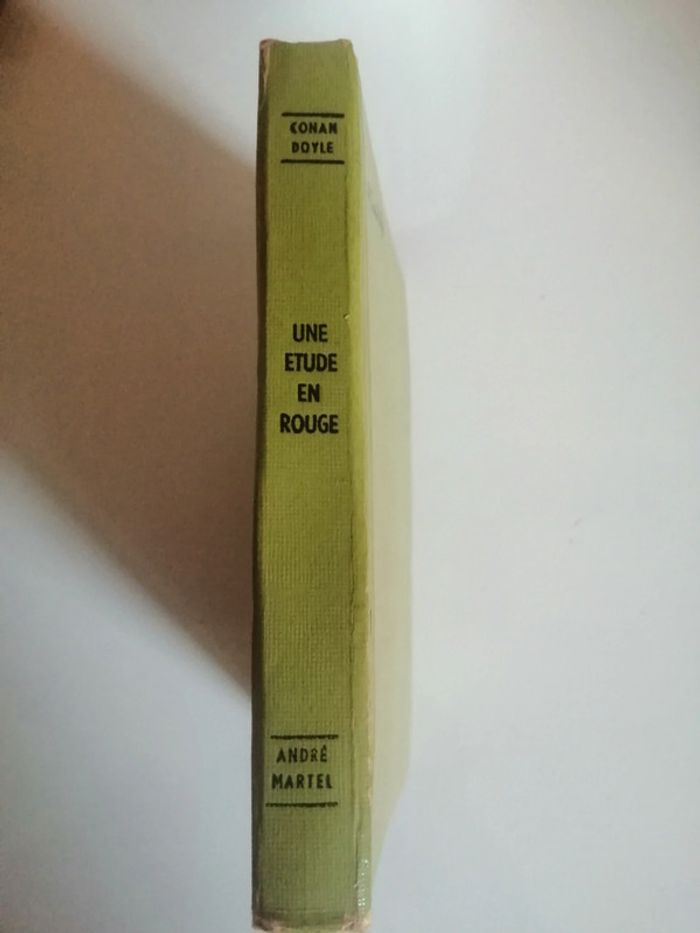 CONAN
DOYLE
UNE
ETUDE
EN
ROUGE
ANDRÉ
MARTEL